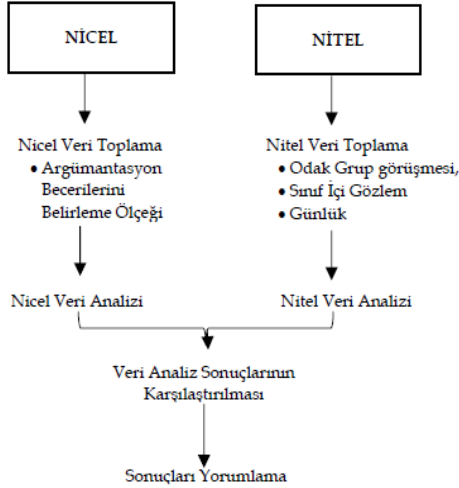 NİCEL
NİTEL
Nicel Veri Toplama
• Argümantasyon
Becerilerini
Belirleme Ölçeği
Nitel Veri Toplama
• Odak Grup görüşmesi,
• Sınıf İçi Gözlem
• Günlük
Nicel Veri Analizi
Nitel Veri Analizi
Veri Analiz Sonuçlarının
Karşılaştırılması
Sonuçları Yorumlama